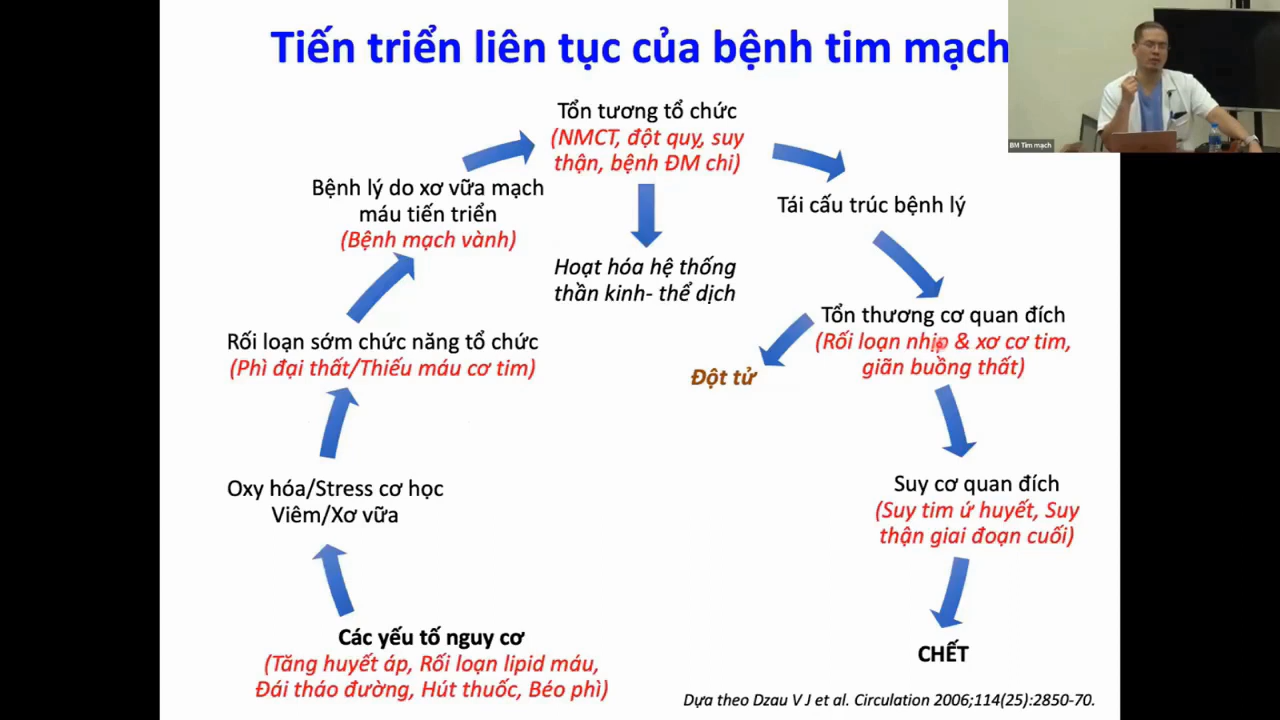 Tiến triển liên tục của bệnh tim mạch
BM Tim mạch
Tổn tương tổ chức
(NMCT, đột quỵ, suy
thận, bệnh ĐM chi)
Bệnh lý do xơ vữa mạch
máu tiến triển
(Bệnh mạch vành)
Tái cấu trúc bệnh lý
Hoạt hóa hệ thống
thần kinh- thể dịch
Rối loạn sớm chức năng tổ chức
(Phì đại thất/Thiếu máu cơ tim)
Tổn thương cơ quan đích
(Rối loạn nhịp & xơ cơ tim,
giãn buồng thất)
Đột tử
Oxy hóa/Stress cơ học
Viêm/Xơ vữa
Suy cơ quan đích
(Suy tim ứ huyết, Suy
thận giai đoạn cuối)
Các yếu tố nguy cơ
(Tăng huyết áp, Rối loạn lipid máu,
Đái tháo đường, Hút thuốc, Béo phì)
CHẾT
Dựa theo Dzau V J et al. Circulation 2006;114(25):2850-70.